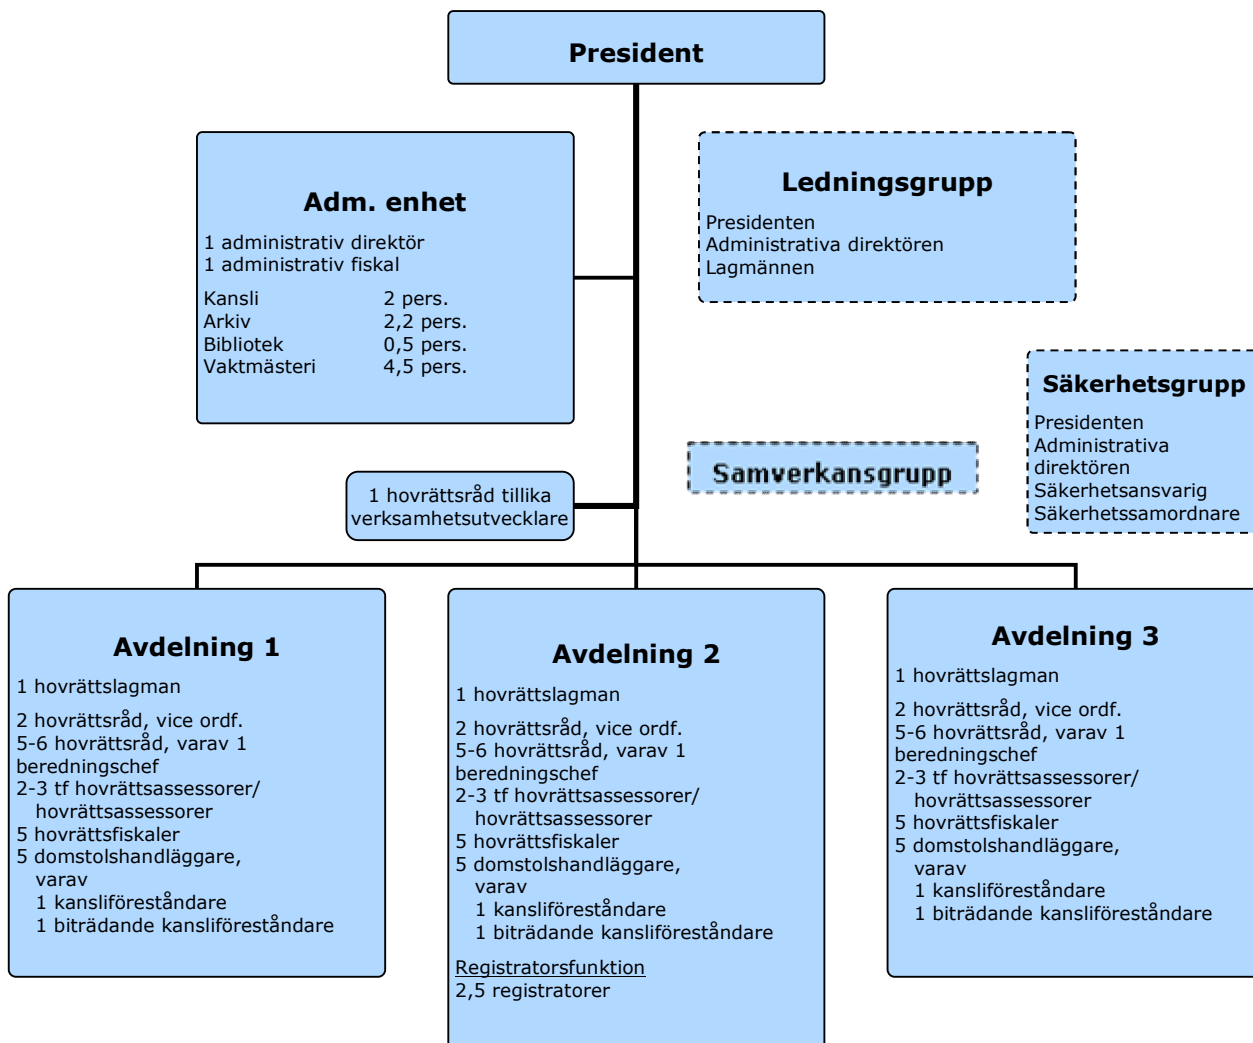 President
Adm. enhet
1 administrativ direktör
1 administrativ fiskal
Kansli 2 pers.
Arkiv 2,2 pers.
Bibliotek 0,5 pers.
Vaktmästeri 4,5 pers.
Ledningsgrupp
Presidenten
Administrativa direktören
Lagmännen
Säkerhetsgrupp
Presidenten
Administrativa
direktören
Säkerhetsansvarig
Säkerhetssamordnare
Samverkansgrupp
1 hovrättsråd tillika
verksamhetsutvecklare
Avdelning 1
1 hovrättslagman
2 hovrättsråd, vice ordf.
5-6 hovrättsråd, varav 1
beredningschef
2-3 tf hovrättsassessorer/
hovrättsassessorer
5 hovrättsfiskaler
5 domstolshandläggare,
varav
1 kansliföreståndare
1 biträdande kansliföreståndare
Avdelning 2
1 hovrättslagman
2 hovrättsråd, vice ordf.
5-6 hovrättsråd, varav 1
beredningschef
2-3 tf hovrättsassessorer/
hovrättsassessorer
5 hovrättsfiskaler
5 domstolshandläggare,
varav
1 kansliföreståndare
1 biträdande kansliföreståndare
Registratorsfunktion
2,5 registratorer
Avdelning 3
1 hovrättslagman
2 hovrättsråd, vice ordf.
5-6 hovrättsråd, varav 1
beredningschef
2-3 tf hovrättsassessorer/
hovrättsassessorer
5 hovrättsfiskaler
5 domstolshandläggare,
varav
1 kansliföreståndare
1 biträdande kansliföreståndare